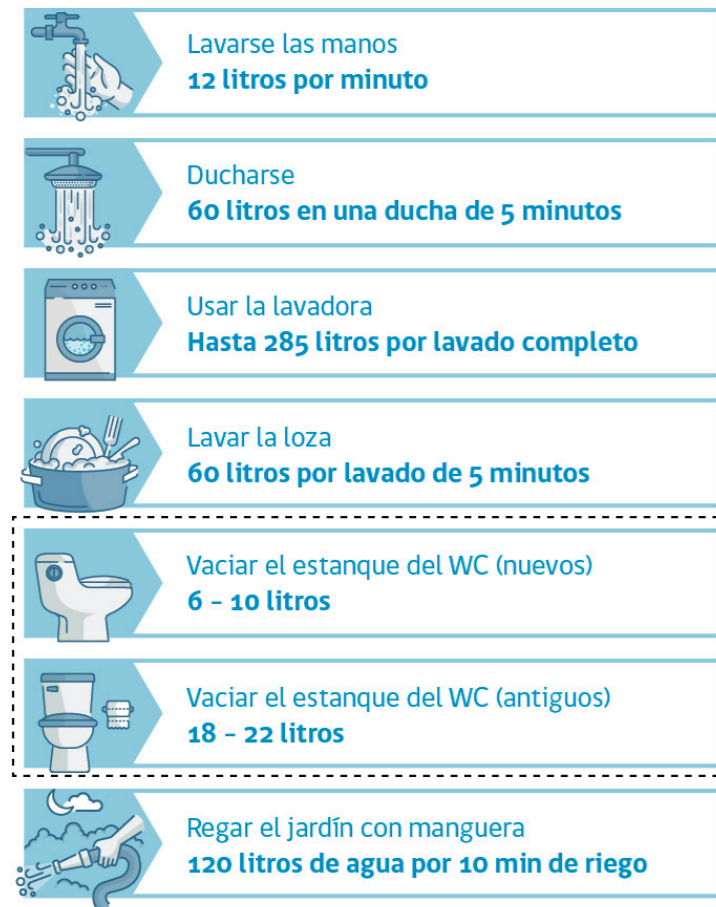 Lavarse las manos
12 litros por minuto
Ducharse
60 litros en una ducha de 5 minutos
Usar la lavadora
Hasta 285 litros por lavado completo
Lavar la loza
60 litros por lavado de 5 minutos
Vaciar el estanque del WC (nuevos)
6 - 10 litros
Vaciar el estanque del WC (antiguos)
18 - 22 litros
Regar el jardín con manguera
120 litros de agua por 10 min de riego